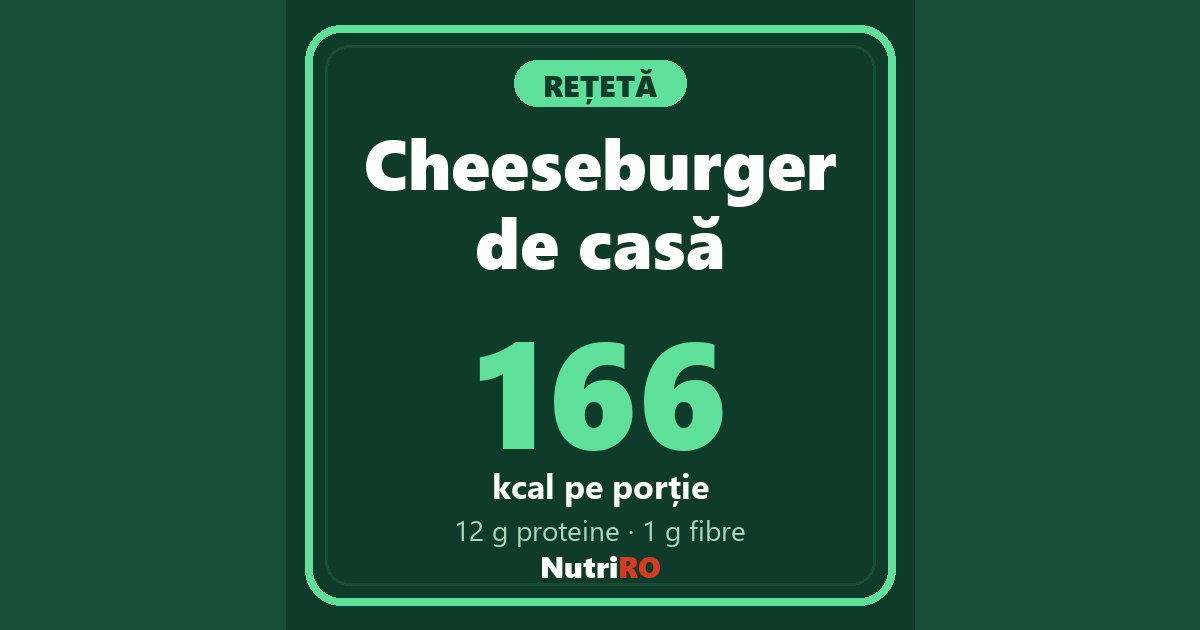 REȚETĂ
Cheeseburger
de casă
166
kcal pe porție
12 g proteine · 1 g fibre
NutriRO